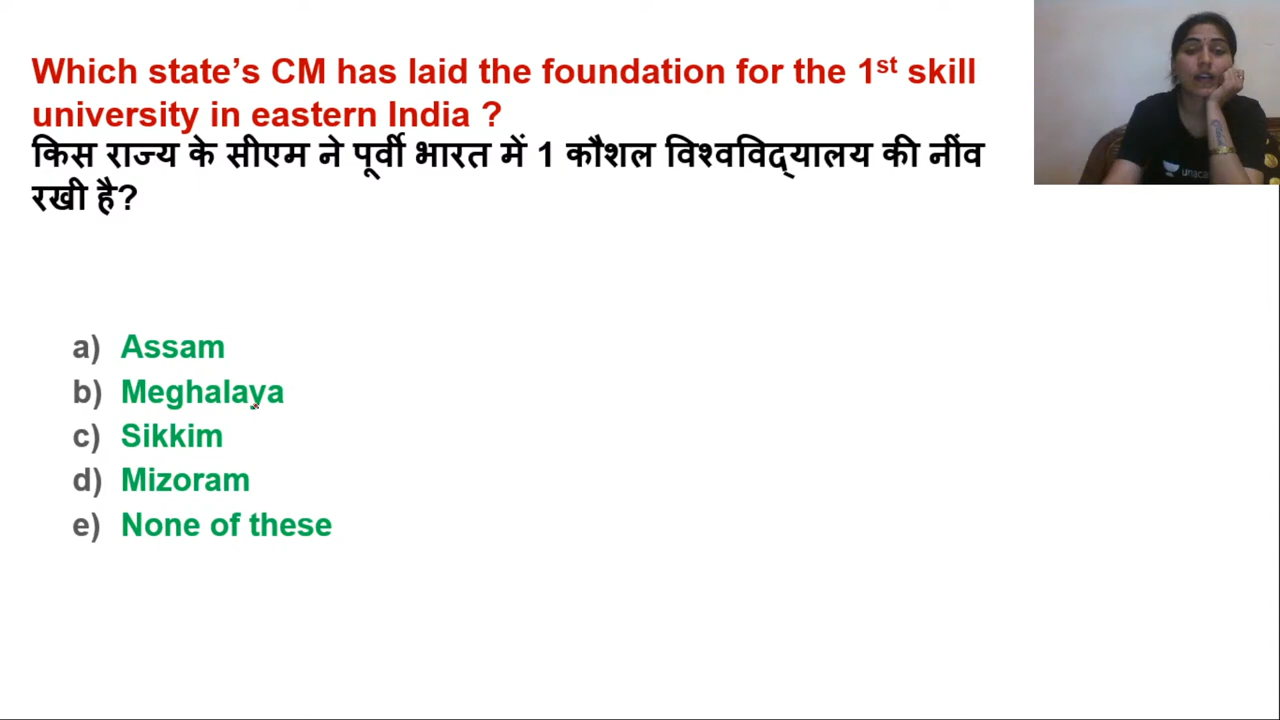 Which state’s CM has laid the foundation for the 1st skill
university in eastern India ?
किस राज्य के सीएम ने पूर्वी भारत में 1 कौशल विश्वविद्यालय की नींव
रखी है?
a) Assam
b) Meghalaya
c) Sikkim
d) Mizoram
e) None of these